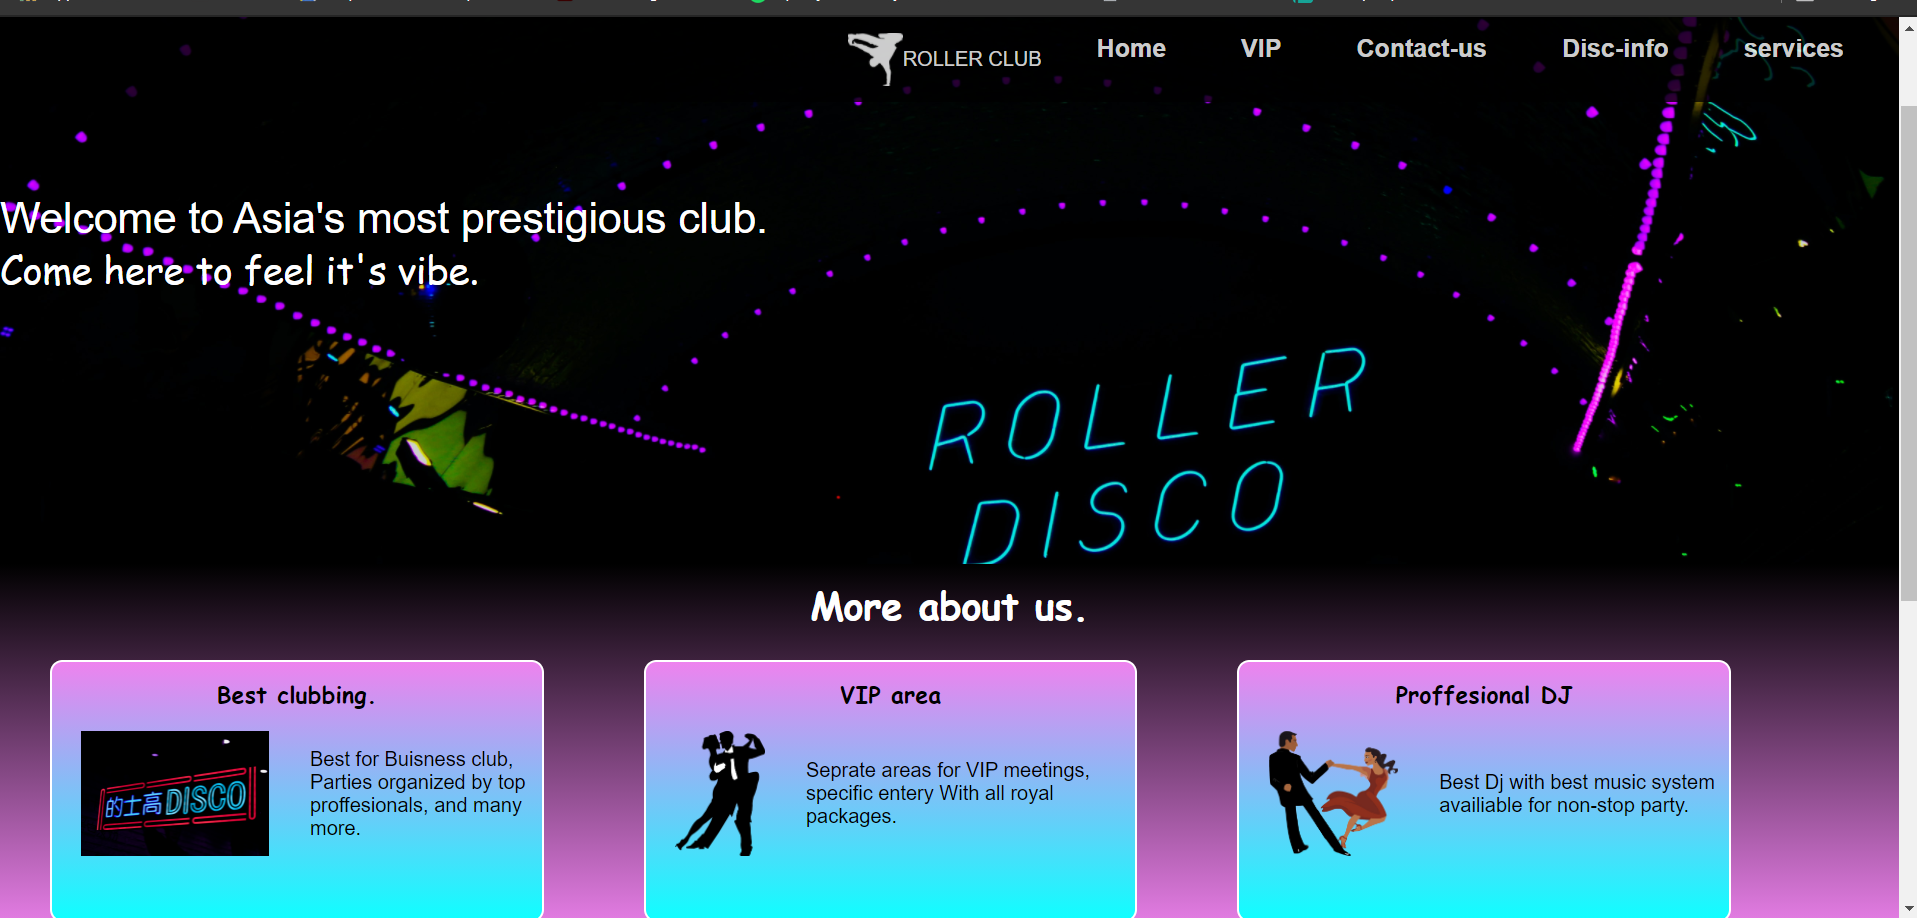 ROLLER CLUB
Home
VIP
Contact-us
Disc-info
services
Welcome to Asia's most prestigious club.
Come here to feel it's vibe.
ROLLER
DISCO
More about us.
Best clubbing.
的士高DISCO
Best for Buisness club,
Parties organized by top
proffesionals, and many
more.
VIP area
Seprate areas for VIP meetings,
specific entery With all royal
packages.
Proffesional DJ
Best Dj with best music system
availiable for non-stop party.